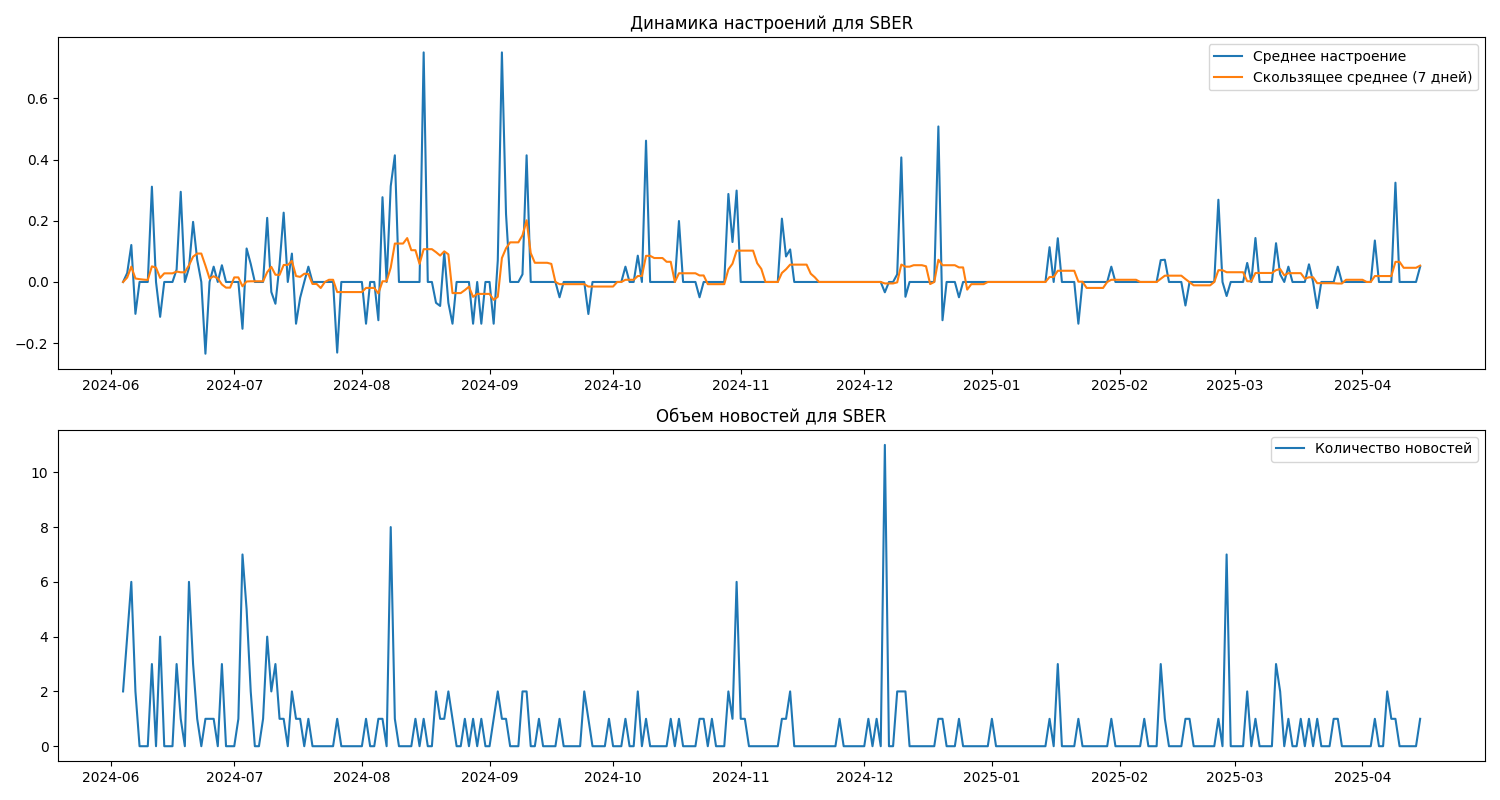 Динамика настроений для SBER
Среднее настроение
Скользящее среднее (7 дней)
0.6
0.4
0.2
0.0
−0.2
2024-06 2024-07 2024-08 2024-09 2024-10 2024-11 2024-12 2025-01 2025-02 2025-03 2025-04
Объем новостей для SBER
Количество новостей
10
8
6
4
2
0
2024-06 2024-07 2024-08 2024-09 2024-10 2024-11 2024-12 2025-01 2025-02 2025-03 2025-04